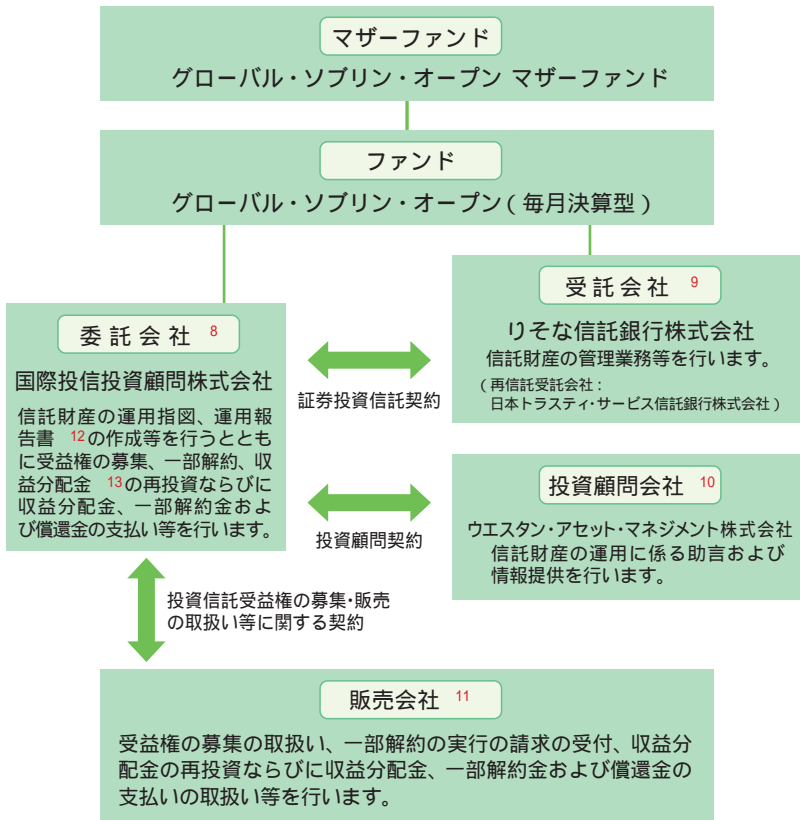 マザーファンド
グローバル・ソブリン・オープン マザーファンド
ファンド
グローバル・ソブリン・オープン(毎月決算型)
委託会社 8
国際投信投資顧問株式会社
信託財産の運用指図、運用報
告書 12の作成等を行うととも
に受益権の募集、一部解約、収
益分配金 13の再投資ならびに
収益分配金、一部解約金およ
び償還金の支払い等を行います。
証券投資信託契約
受託会社 9
りそな信託銀行株式会社
信託財産の管理業務等を行います。
(再信託受託会社:
日本トラスティ・サービス信託銀行株式会社)
投資顧問契約
投資顧問会社 10
ウエスタン・アセット・マネジメント株式会社
信託財産の運用に係る助言および
情報提供を行います。
投資信託受益権の募集・販売
の取扱い等に関する契約
販売会社 11
受益権の募集の取扱い、一部解約の実行の請求の受付、収益分
配金の再投資ならびに収益分配金、一部解約金および償還金の
支払いの取扱い等を行います。